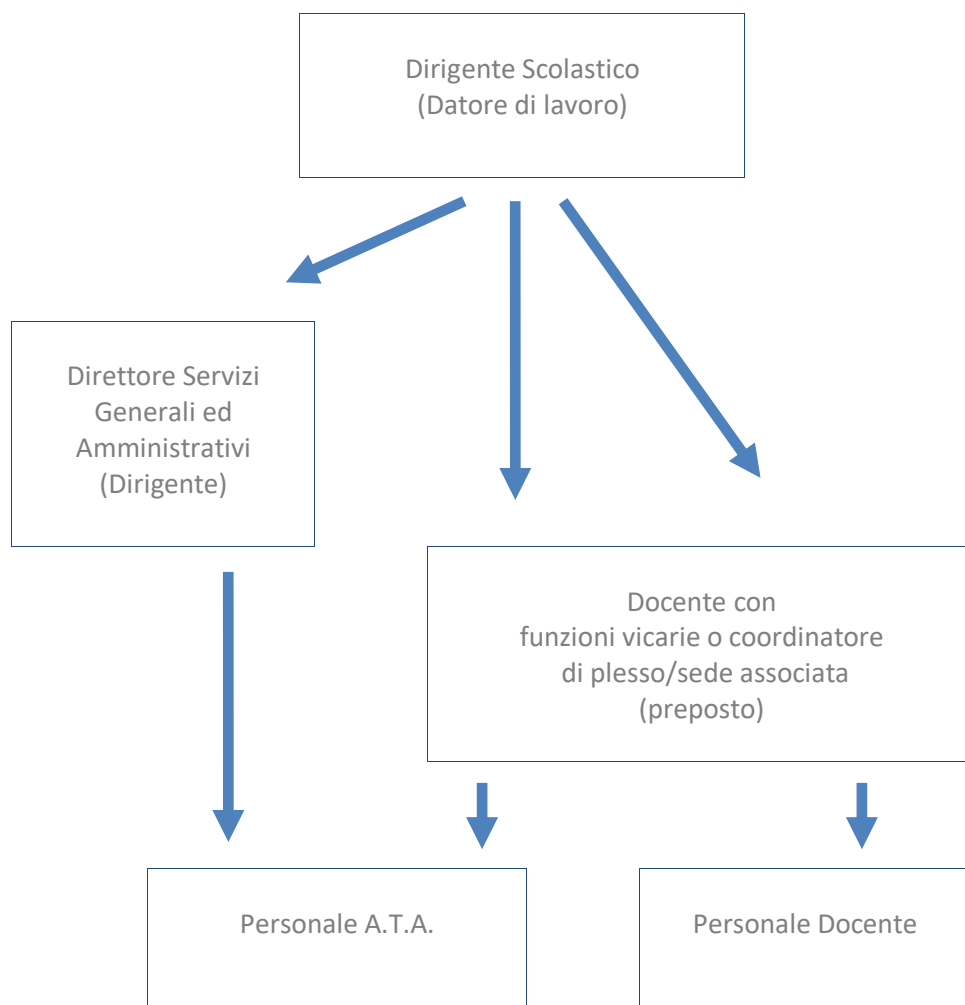 Dirigente Scolastico
(Datore di lavoro)
Direttore Servizi
Generali ed
Amministrativi
(Dirigente)
Docente con
funzioni vicarie o coordinatore
di plesso/sede associata
(preposto)
Personale A.T.A.
Personale Docente